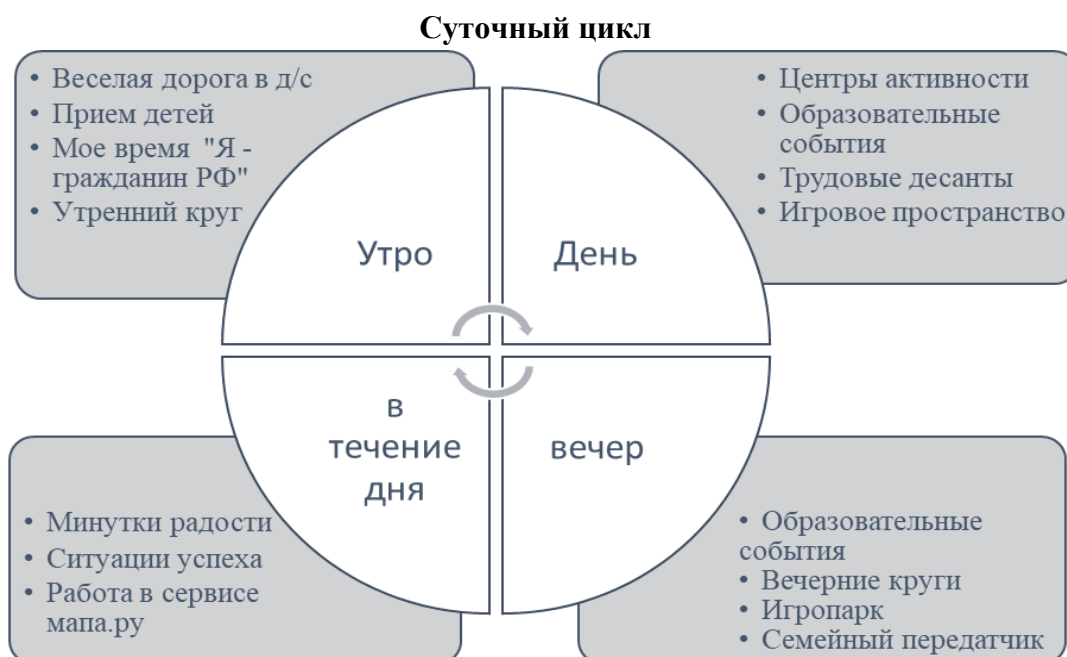 Суточный цикл
• Веселая дорога в д/с
• Прием детей
• Мое время "Я -
гражданин РФ"
• Утренний круг
• Центры активности
• Образовательные
события
• Трудовые десанты
• Игровое пространство
Утро
День
в
течение
дня
вечер
• Минутки радости
• Ситуации успеха
• Работа в сервисе
мапа.ру
• Образовательные
события
• Вечерние круги
• Игропарк
• Семейный передатчик